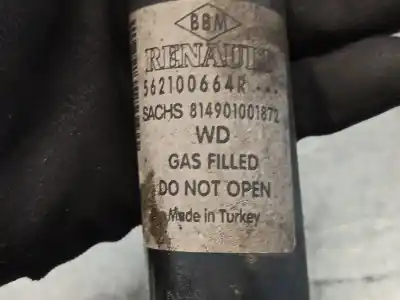 BBM
RENAULT
562100664R ---
SACHS 814901001872
WD
GAS FILLED
DO NOT OPEN
Made in Turkey